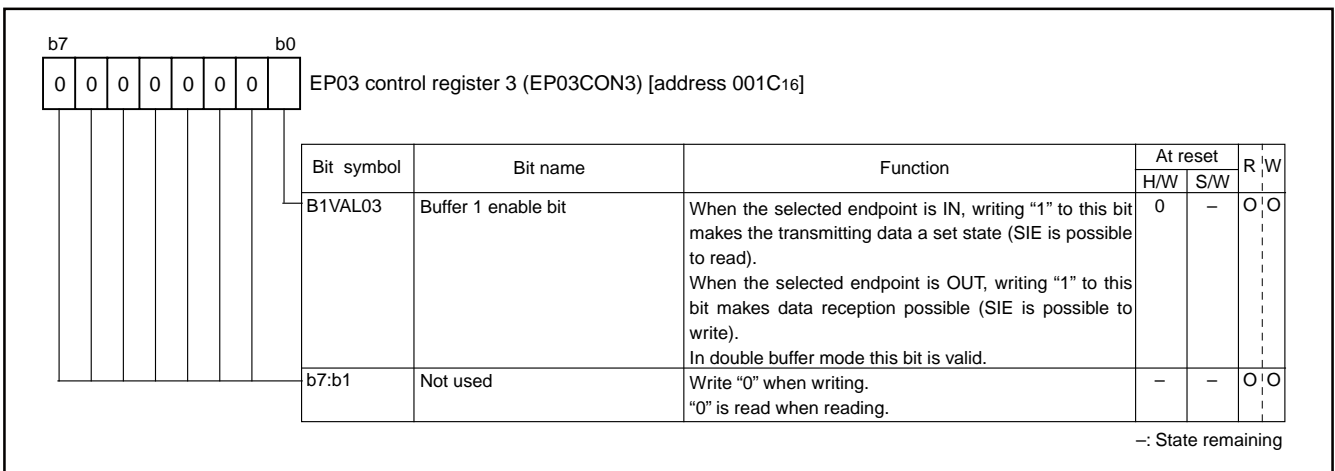 b7 b0
0 0 0 0 0 0 0 EP03 control register 3 (EP03CON3) [address 001C16]
Bit symbol Bit name Function At reset R W
H/W S/W
B1VAL03 Buffer 1 enable bit When the selected endpoint is IN, writing “1” to this bit 0 – O O
makes the transmitting data a set state (SIE is possible
to read).
When the selected endpoint is OUT, writing “1” to this
bit makes data reception possible (SIE is possible to
write).
In double buffer mode this bit is valid.
b7:b1 Not used Write “0” when writing. – – O O
“0” is read when reading.
–: State remaining